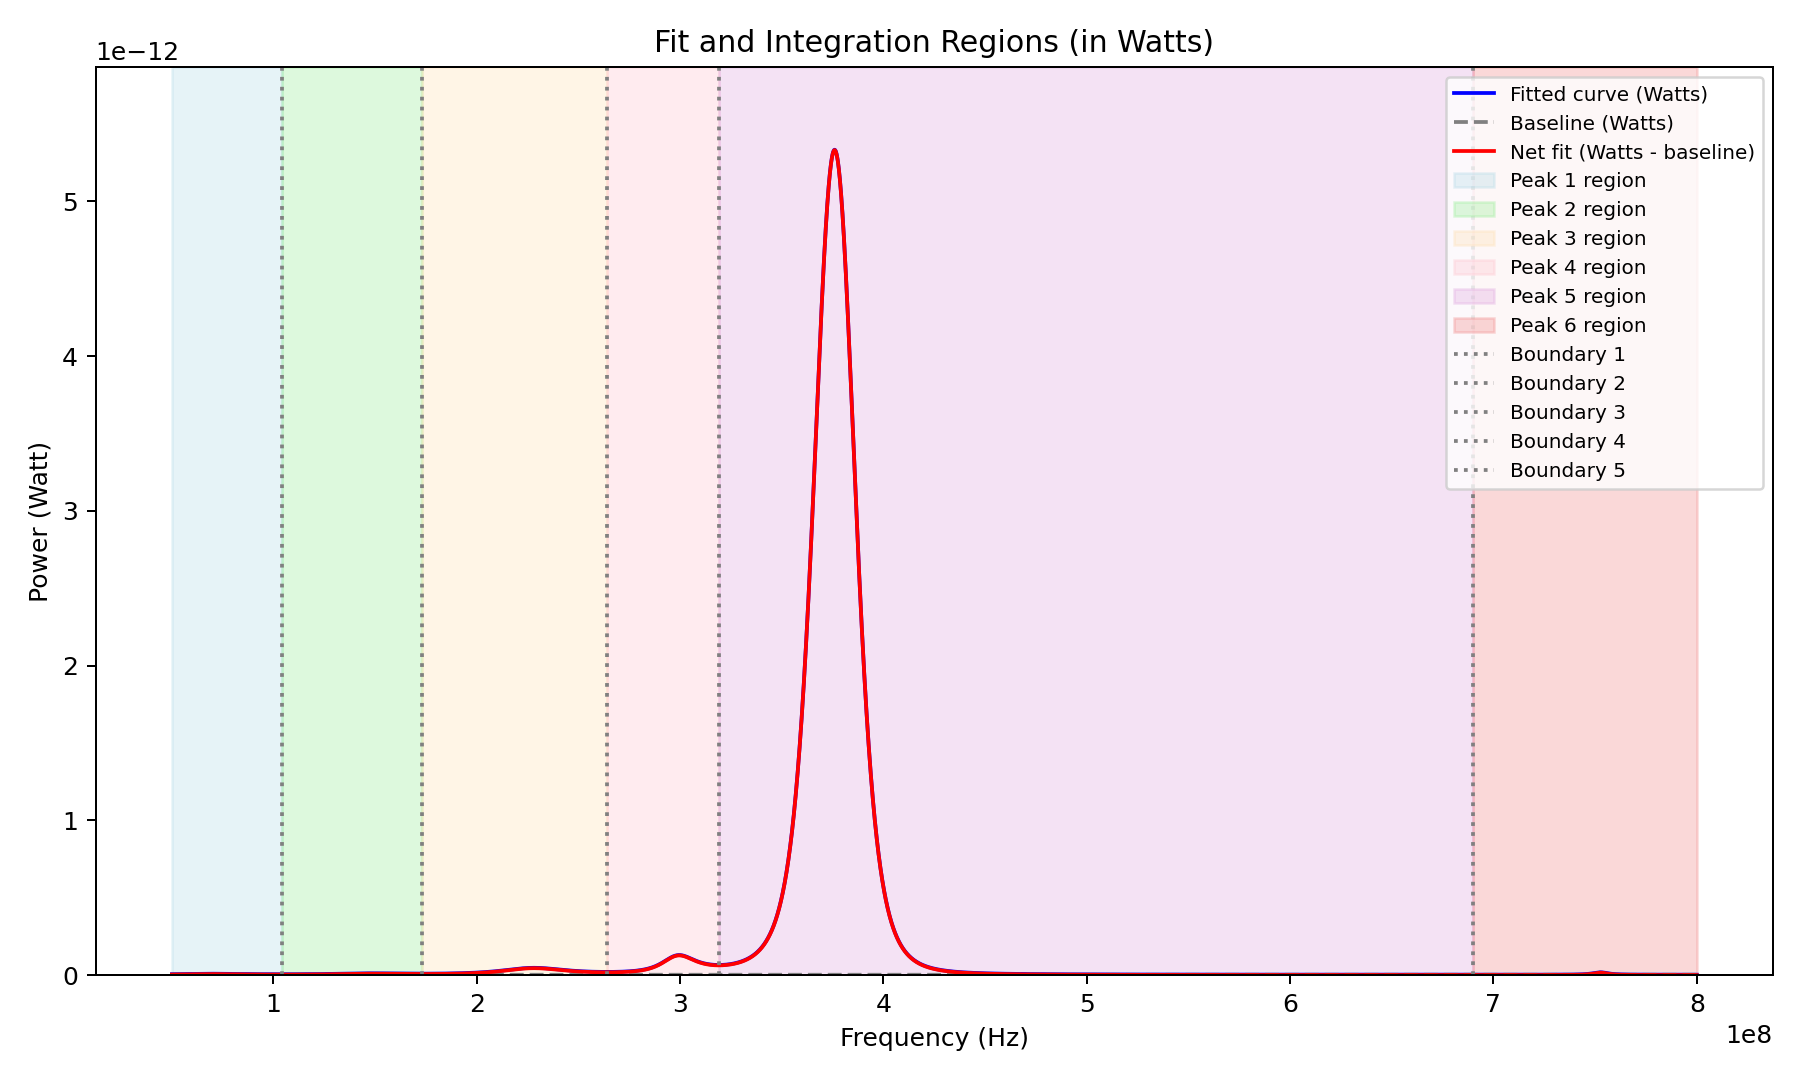 Fit and Integration Regions (in Watts)
1e−12
5
4
3
2
1
0
Power (Watt)
1 2 3 4 5 6 7 8
1e8
Frequency (Hz)
Fitted curve (Watts)
Baseline (Watts)
Net fit (Watts - baseline)
Peak 1 region
Peak 2 region
Peak 3 region
Peak 4 region
Peak 5 region
Peak 6 region
Boundary 1
Boundary 2
Boundary 3
Boundary 4
Boundary 5